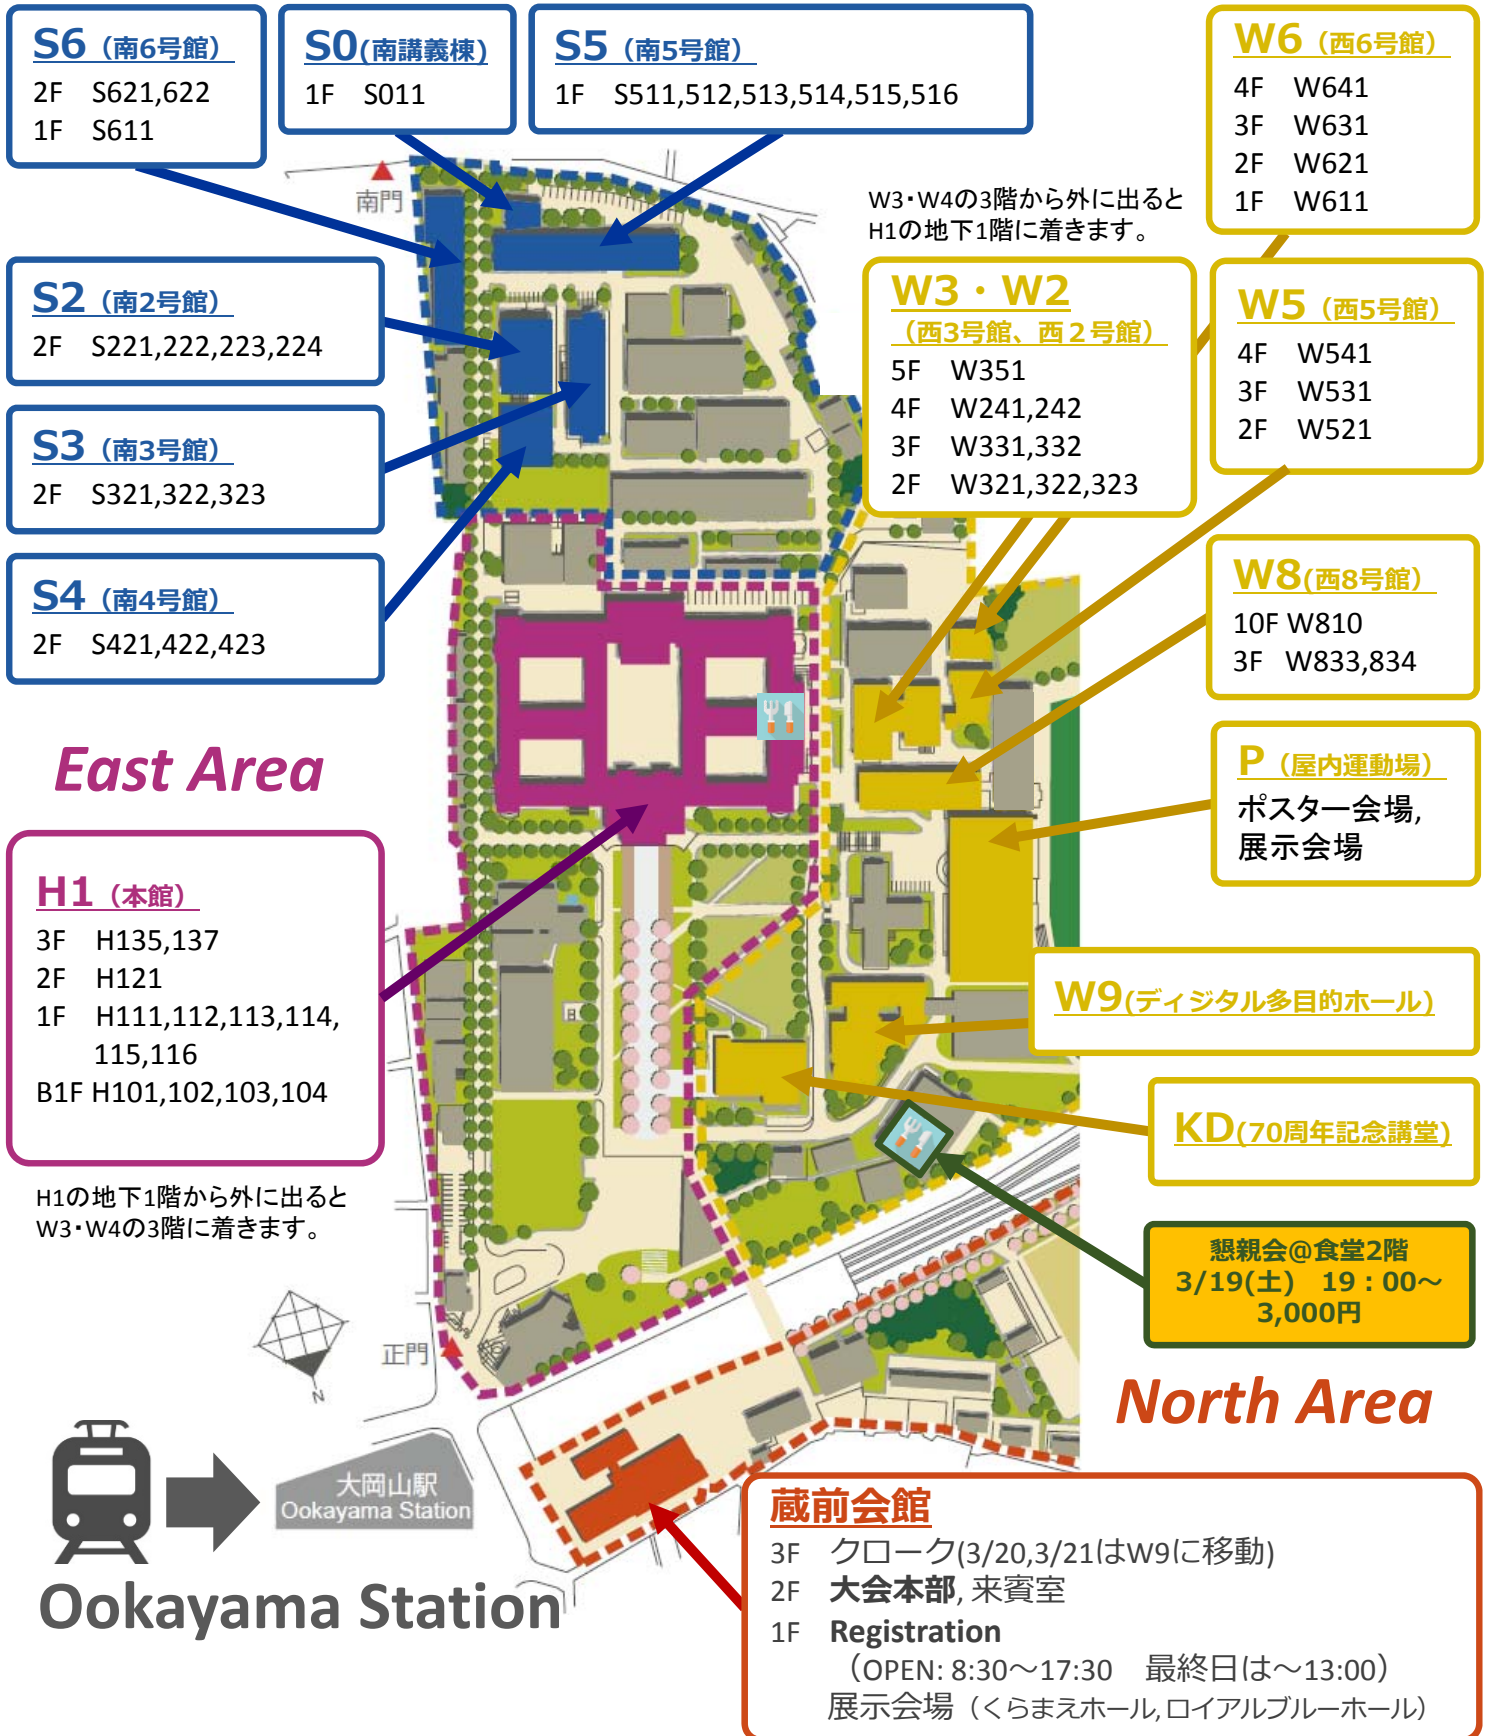 S6（南6号館）
2F S621,622
1F S611
S0(南講義棟)
1F S011
S5（南5号館）
1F S511,512,513,514,515,516
W6（西6号館）
4F W641
3F W631
2F W621
1F W611
南門
W3・W4の3階から外に出ると
H1の地下1階に着きます。
S2（南2号館）
2F S221,222,223,224
W3・W2
（西3号館、西２号館）
5F W351
4F W241,242
3F W331,332
2F W321,322,323
W5（西5号館）
4F W541
3F W531
2F W521
S3（南3号館）
2F S321,322,323
S4（南4号館）
2F S421,422,423
W8(西8号館)
10F W810
3F W833,834
East Area
P（屋内運動場）
ポスター会場,
展示会場
H1（本館）
3F H135,137
2F H121
1F H111,112,113,114,
115,116
B1F H101,102,103,104
W9(ディジタル多目的ホール)
KD(70周年記念講堂)
H1の地下1階から外に出ると
W3・W4の3階に着きます。
懇親会@食堂2階
3/19(土) 19：00～
3,000円
正門
N
North Area
大岡山駅
Ookayama Station
Ookayama Station
蔵前会館
3F クローク(3/20,3/21はW9に移動)
2F 大会本部, 来賓室
1F Registration
（OPEN: 8:30～17:30 最終日は～13:00）
展示会場（くらまえホール,ロイアルブルーホール）